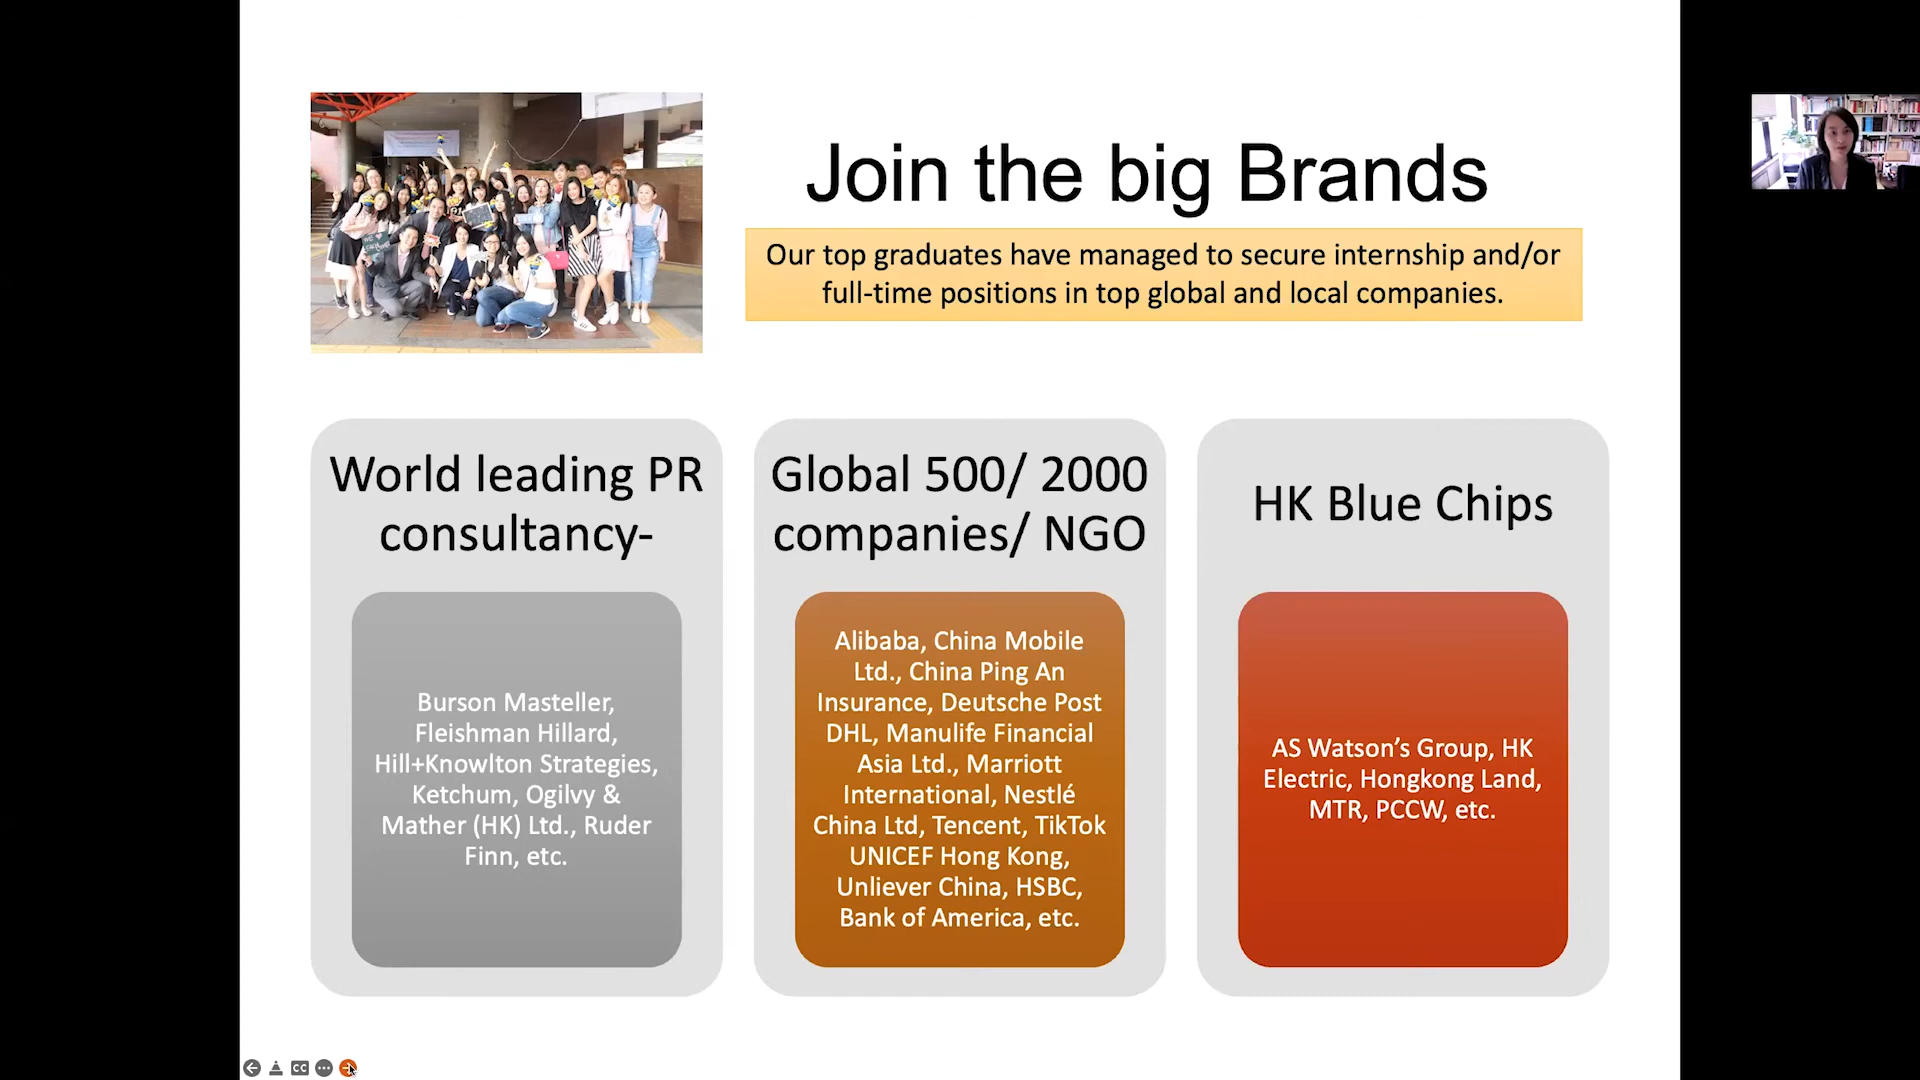 Join the big Brands
Our top graduates have managed to secure internship and/or
full-time positions in top global and local companies.
World leading PR
consultancy-
Burson Masteller,
Fleishman Hillard,
Hill+Knowlton Strategies,
Ketchum, Ogilvy &
Mather (HK) Ltd., Ruder
Finn, etc.
Global 500/ 2000
companies/ NGO
Alibaba, China Mobile
Ltd., China Ping An
Insurance, Deutsche Post
DHL, Manulife Financial
Asia Ltd., Marriott
International, Nestlé
China Ltd, Tencent, TikTok
UNICEF Hong Kong,
Unliever China, HSBC,
Bank of America, etc.
HK Blue Chips
AS Watson’s Group, HK
Electric, Hongkong Land,
MTR, PCCW, etc.
CC